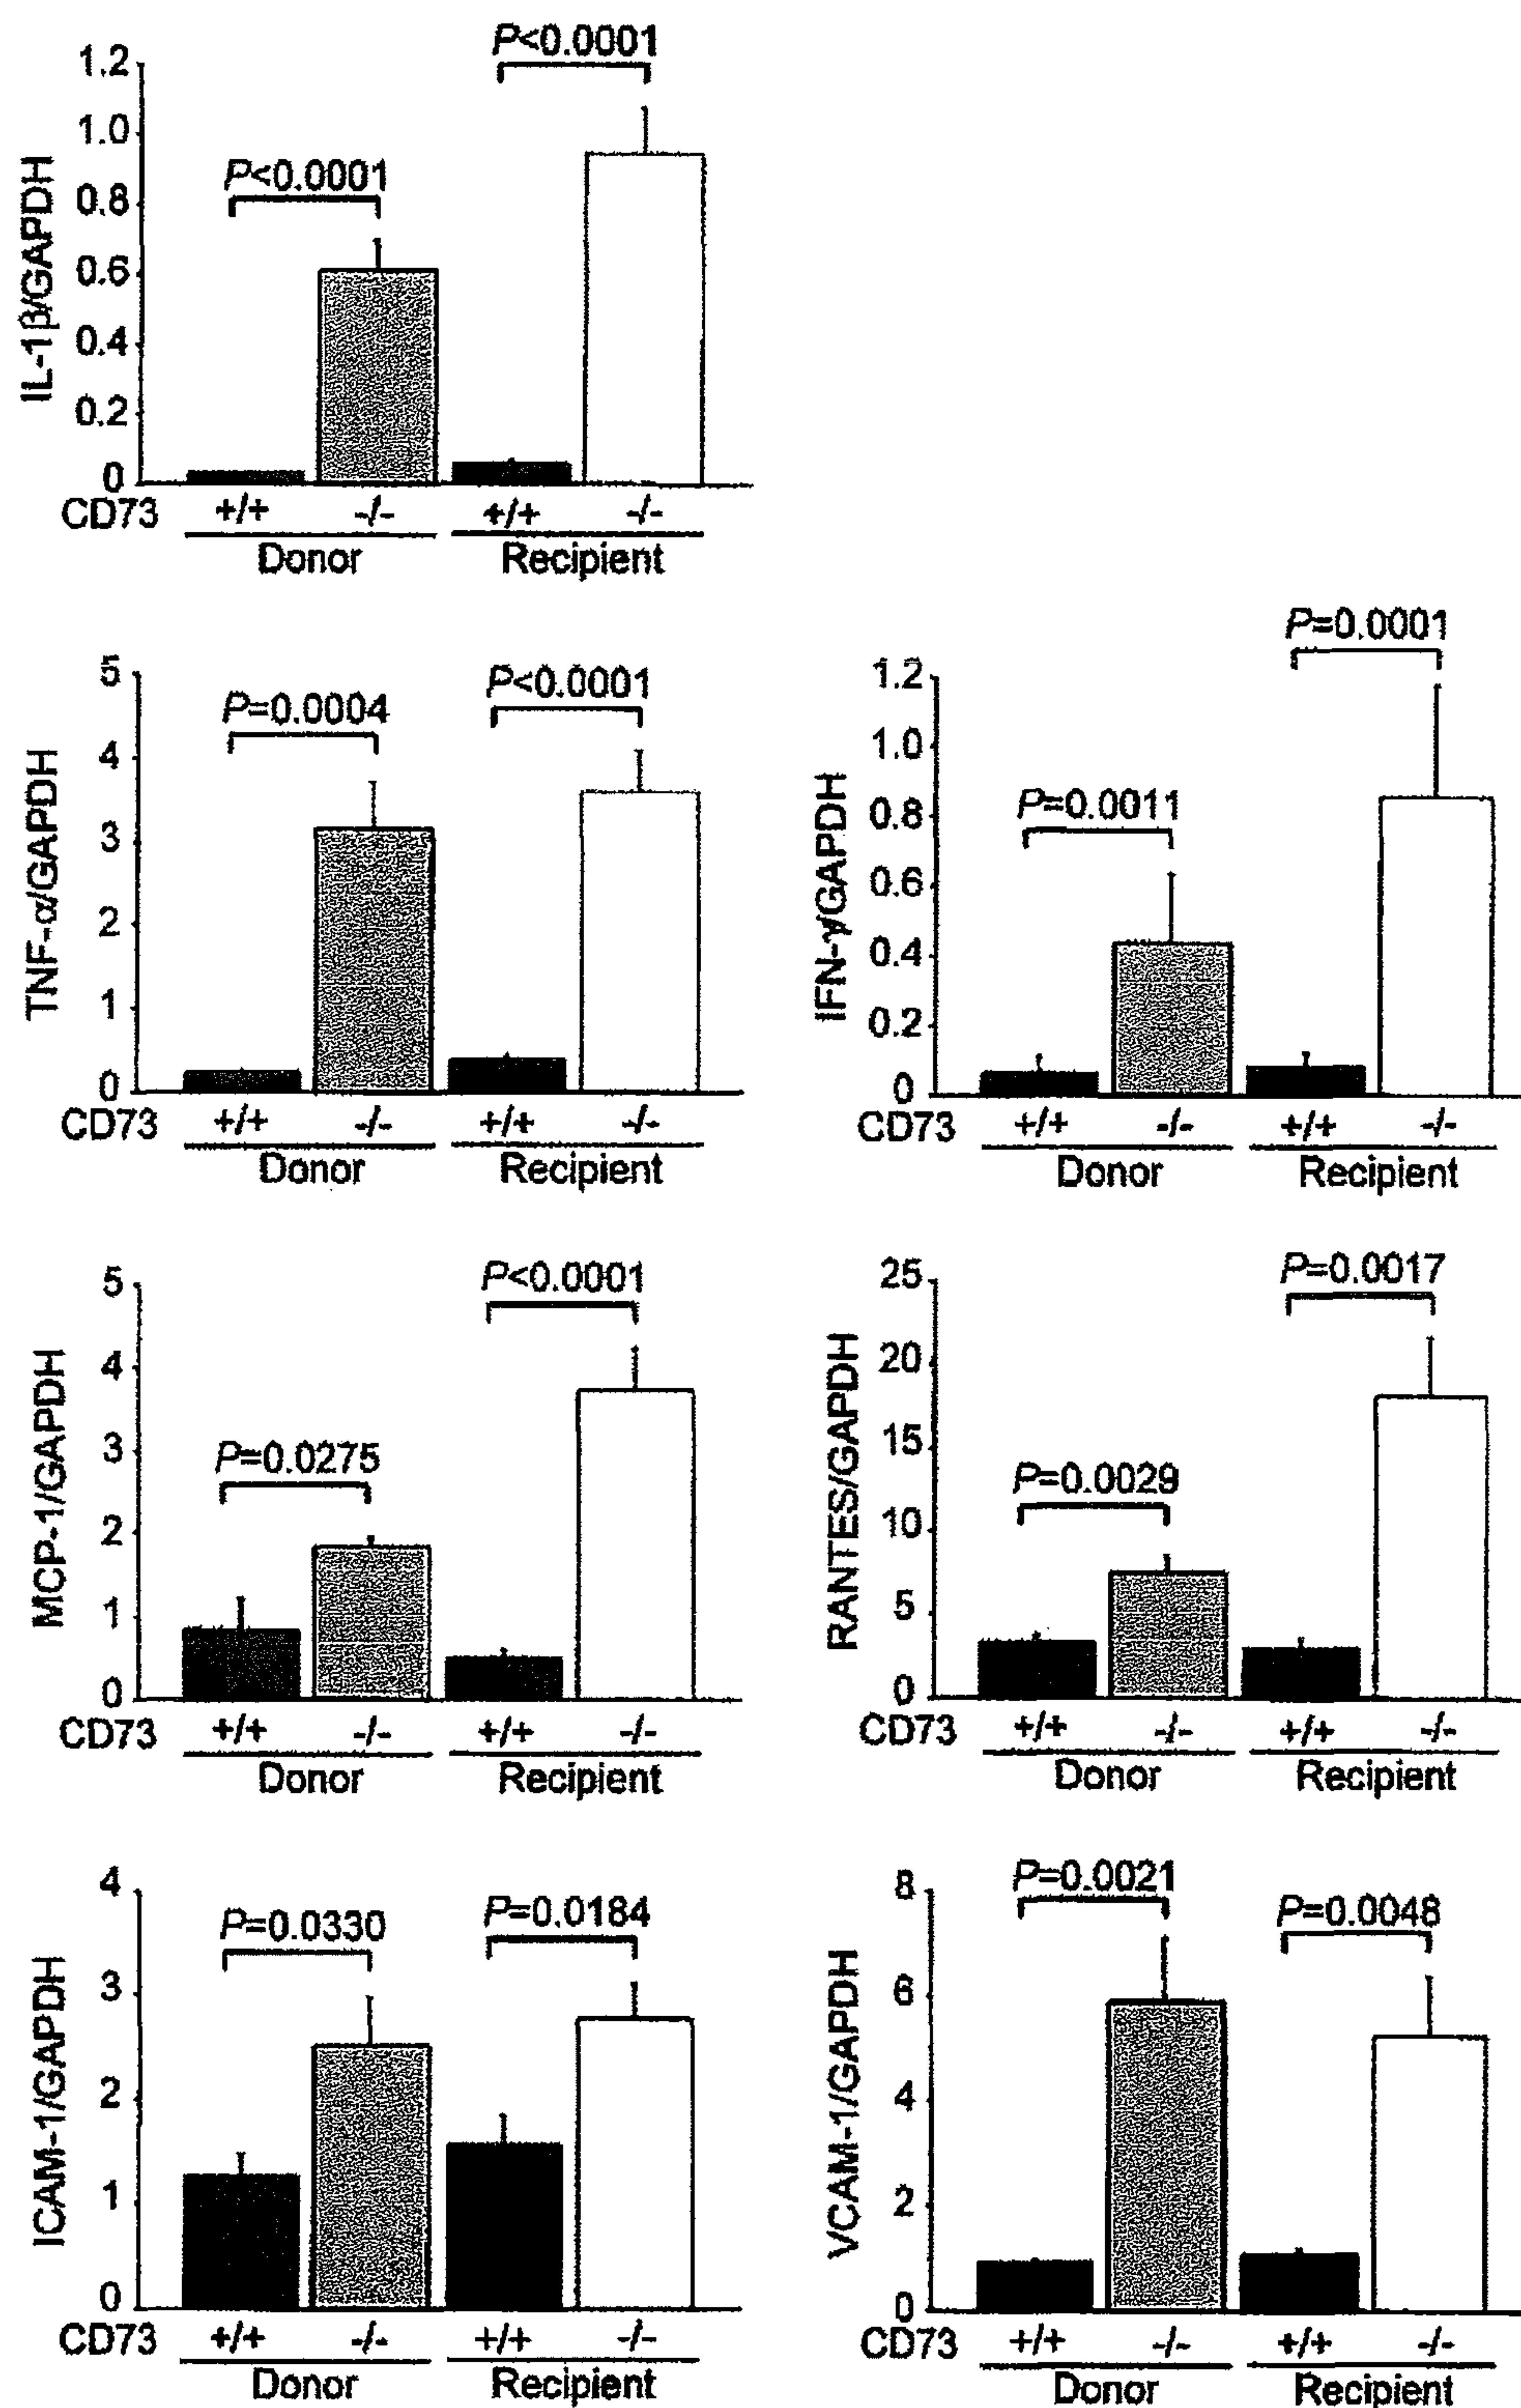 P<0.0001
P<0.0001
IL-1β/GAPDH
1.2
1.0
0.8
0.6
0.4
0.2
0
CD73 +/+ -/- +/+ -/-
Donor Recipient
P=0.0004
P<0.0001
TNF-α/GAPDH
5
4
3
2
1
0
CD73 +/+ -/- +/+ -/-
Donor Recipient
P=0.0001
P=0.0011
IFN-γ/GAPDH
1.2
1.0
0.8
0.6
0.4
0.2
0
CD73 +/+ -/- +/+ -/-
Donor Recipient
P<0.0001
P=0.0275
MCP-1/GAPDH
5
4
3
2
1
0
CD73 +/+ -/- +/+ -/-
Donor Recipient
P=0.0017
P=0.0029
RANTES/GAPDH
25
20
15
10
5
0
CD73 +/+ -/- +/+ -/-
Donor Recipient
P=0.0330
P=0.0184
ICAM-1/GAPDH
4
3
2
1
0
CD73 +/+ -/- +/+ -/-
Donor Recipient
P=0.0021
P=0.0048
VCAM-1/GAPDH
8
6
4
2
0
CD73 +/+ -/- +/+ -/-
Donor Recipient